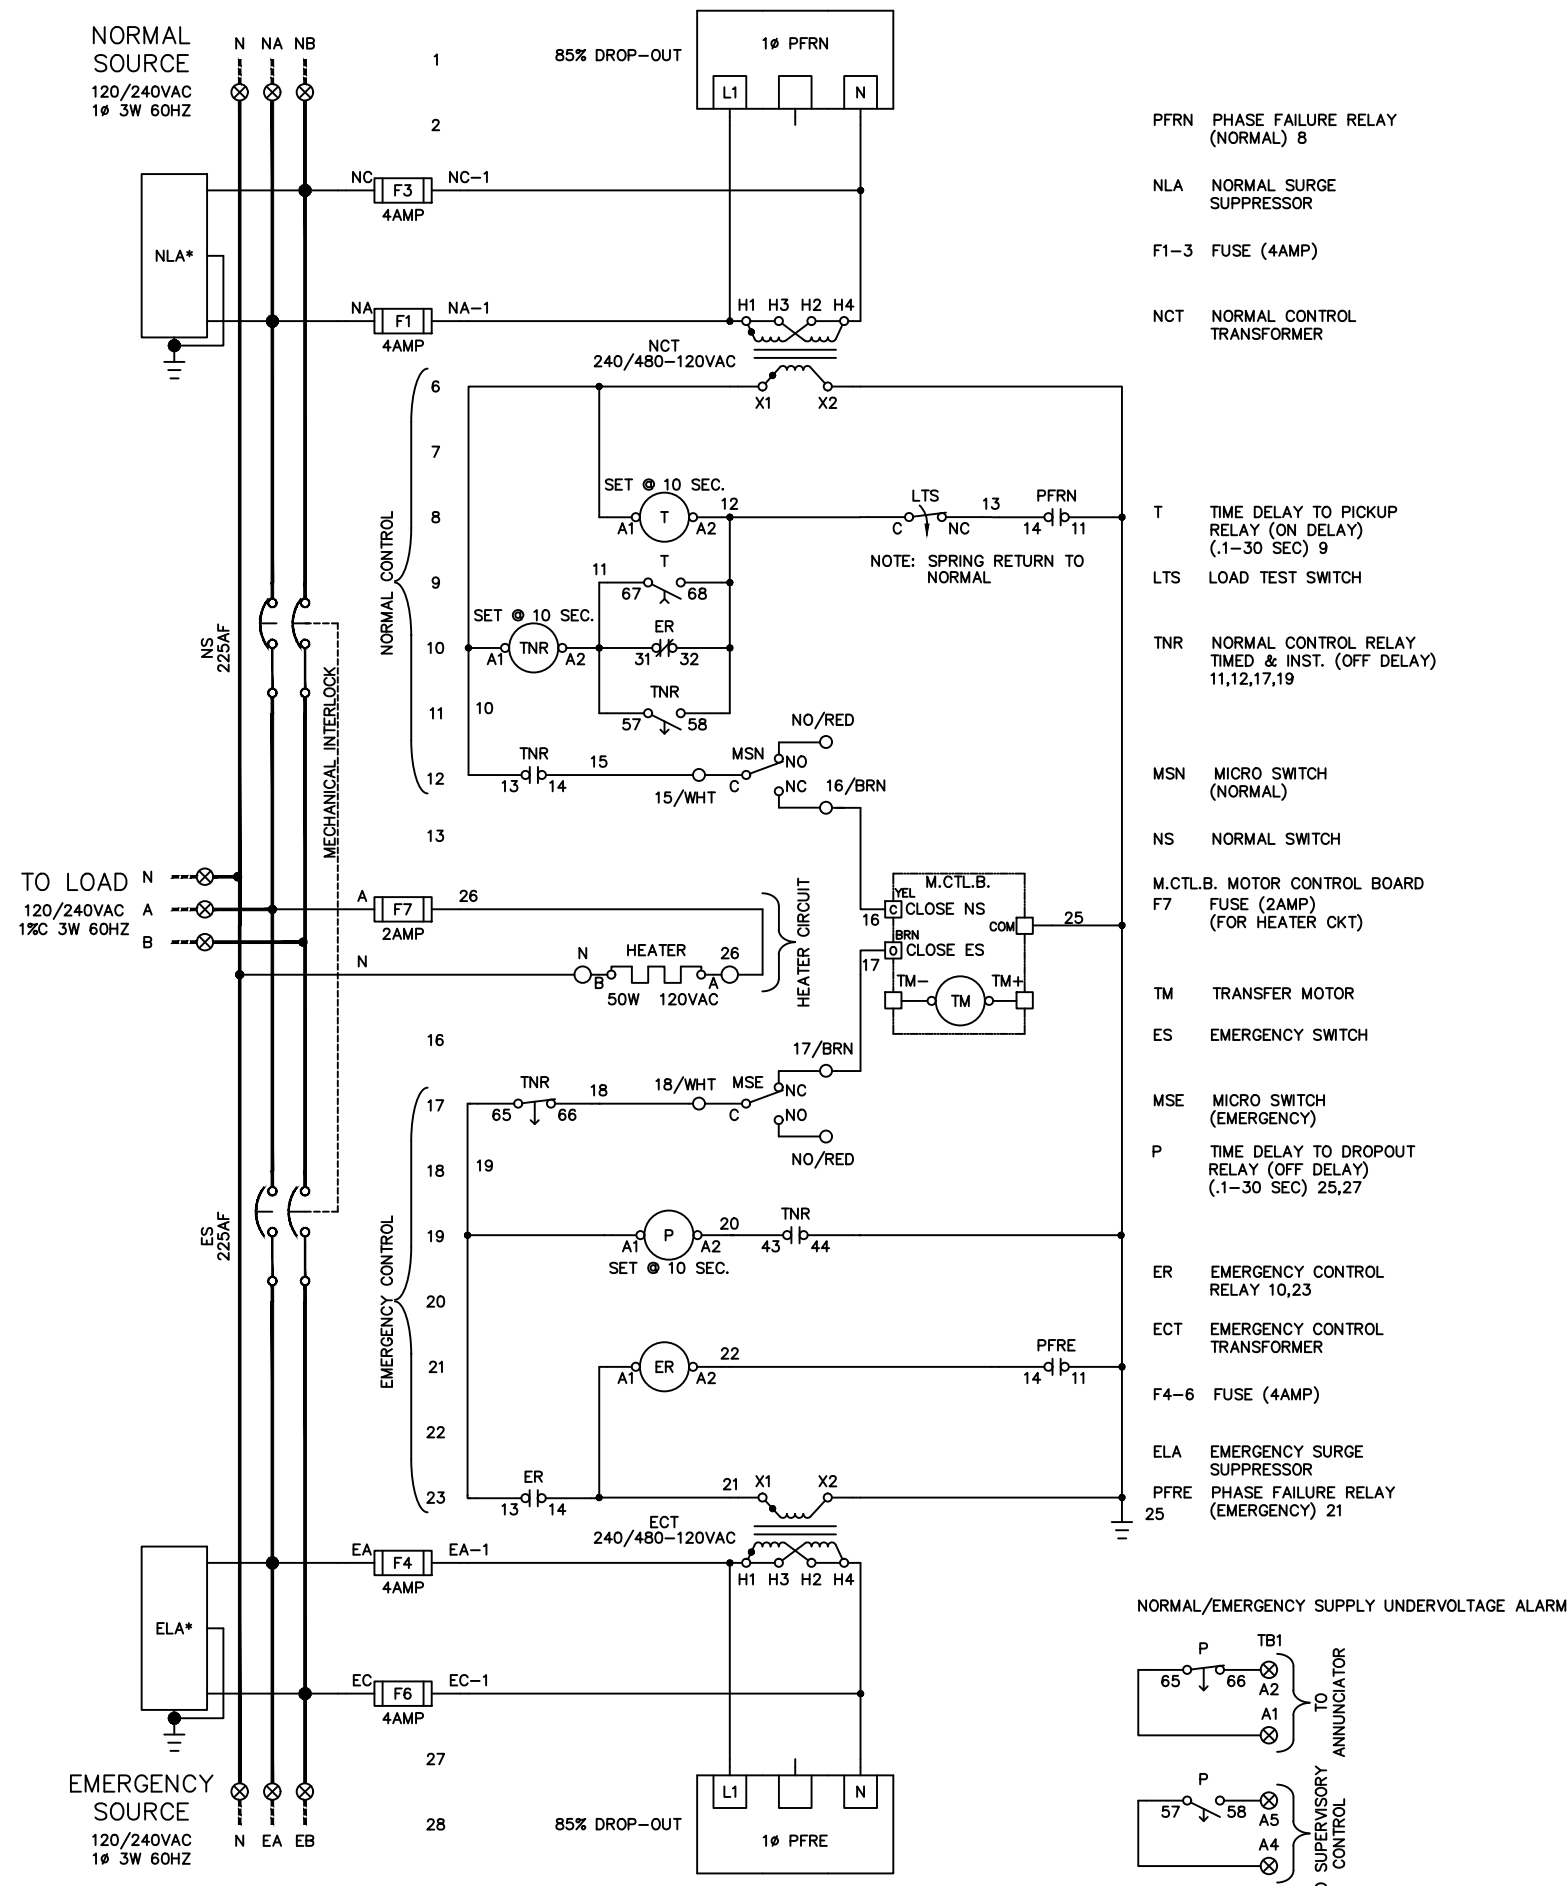 NORMAL
SOURCE
120/240VAC
1ø 3W 60HZ
N NA NB
1
85% DROP-OUT
1ø PFRN
L1
N
2
NC
F3
NC-1
4AMP
NLA*
NA
F1
NA-1
4AMP
H1 H3 H2 H4
NCT
240/480-120VAC
6
X1
X2
7
NORMAL CONTROL
SET @ 10 SEC.
8
A1
T
A2
12
LTS
C
NC
13
PFRN
14
11
NOTE: SPRING RETURN TO
NORMAL
T
9
11
67
68
SET @ 10 SEC.
ER
10
A1
TNR
A2
31
32
NS
225AF
TNR
11
10
57
58
NO/RED
TNR
12
13
14
15
15/WHT
MSN
C
NO
NC
16/BRN
MECHANICAL INTERLOCK
13
TO LOAD
120/240VAC
1%C 3W 60HZ
N
A
B
A
F7
26
2AMP
N
N
HEATER
26
B
A
50W 120VAC
HEATER CIRCUIT
M.CTL.B.
YEL
16
C
CLOSE NS
BRN
17
O
CLOSE ES
COM
25
TM-
TM
TM+
16
17/BRN
TNR
17
65
66
18
18/WHT
MSE
C
NC
NO
NO/RED
18
19
EMERGENCY CONTROL
ES
225AF
19
A1
P
A2
20
TNR
43
44
SET @ 10 SEC.
20
21
A1
ER
A2
22
PFRE
14
11
22
ER
23
13
14
21
X1
X2
25
ECT
240/480-120VAC
EA
F4
EA-1
4AMP
H1 H3 H2 H4
ELA*
EC
F6
EC-1
4AMP
27
EMERGENCY
SOURCE
120/240VAC
1ø 3W 60HZ
N EA EB
28
85% DROP-OUT
L1
N
1ø PFRE
PFRN PHASE FAILURE RELAY
(NORMAL) 8
NLA NORMAL SURGE
SUPPRESSOR
F1-3 FUSE (4AMP)
NCT NORMAL CONTROL
TRANSFORMER
T TIME DELAY TO PICKUP
RELAY (ON DELAY)
(.1-30 SEC) 9
LTS LOAD TEST SWITCH
TNR NORMAL CONTROL RELAY
TIMED & INST. (OFF DELAY)
11,12,17,19
MSN MICRO SWITCH
(NORMAL)
NS NORMAL SWITCH
M.CTL.B. MOTOR CONTROL BOARD
F7 FUSE (2AMP)
(FOR HEATER CKT)
TM TRANSFER MOTOR
ES EMERGENCY SWITCH
MSE MICRO SWITCH
(EMERGENCY)
P TIME DELAY TO DROPOUT
RELAY (OFF DELAY)
(.1-30 SEC) 25,27
ER EMERGENCY CONTROL
RELAY 10,23
ECT EMERGENCY CONTROL
TRANSFORMER
F4-6 FUSE (4AMP)
ELA EMERGENCY SURGE
SUPPRESSOR
PFRE PHASE FAILURE RELAY
(EMERGENCY) 21
NORMAL/EMERGENCY SUPPLY UNDERVOLTAGE ALARM
P
TB1
65
66
A2
A1
TO
ANNUNCIATOR
P
57
58
A5
A4
SUPERVISORY
CONTROL